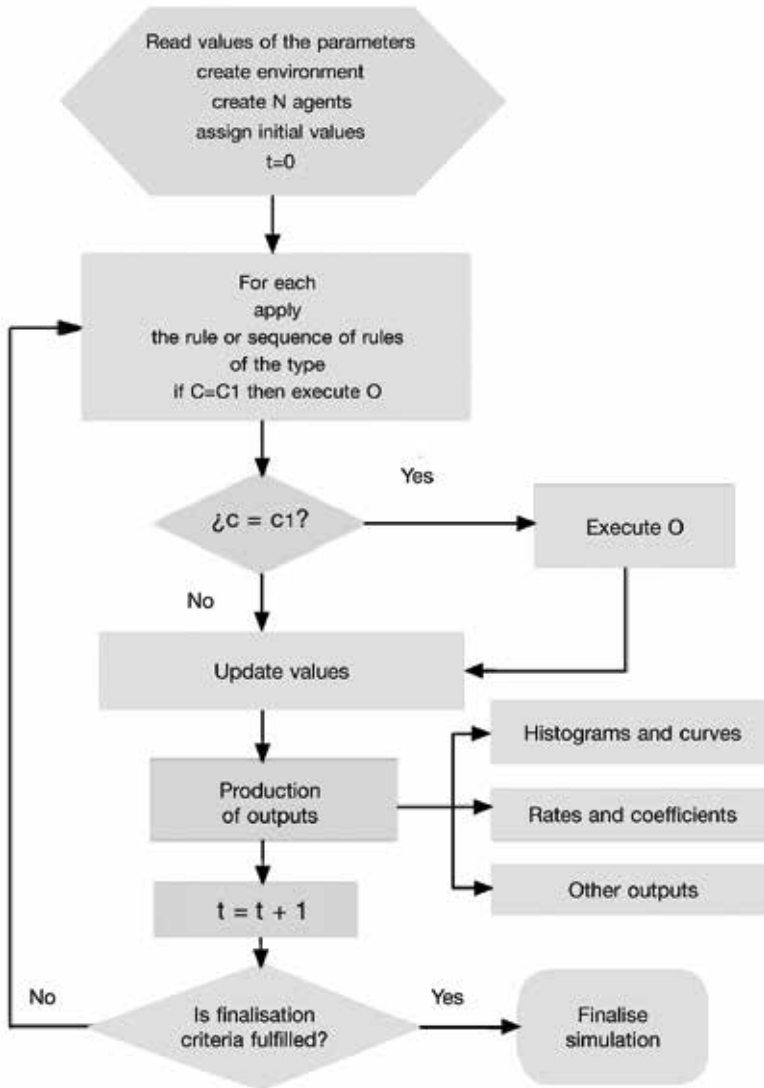 Read values of the parameters
create environment
create N agents
assign initial values
t=0
For each
apply
the rule or sequence of rules
of the type
if C=C1 then execute O
¿c = c1?
Yes
Execute O
No
Update values
Production
of outputs
Histograms and curves
Rates and coefficients
Other outputs
t = t + 1
Is finalisation
criteria fulfilled?
No
Yes
Finalise
simulation